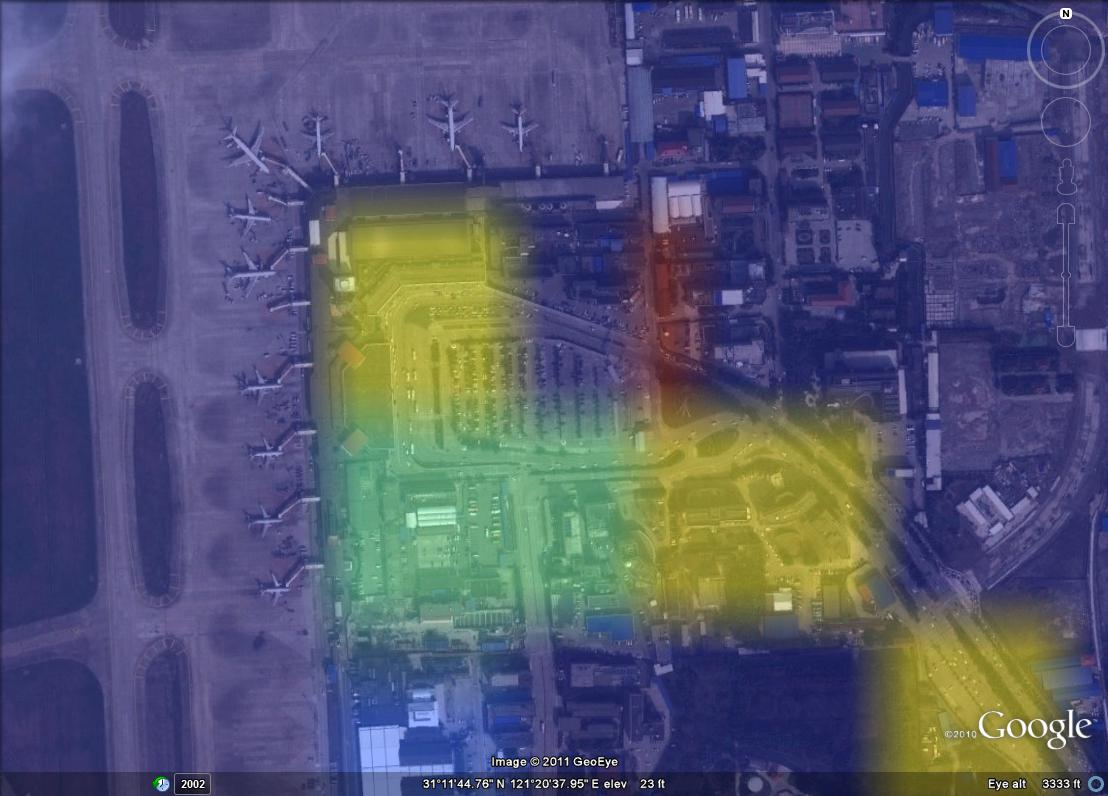 N
©2010 Google
Image © 2011 GeoEye
2002
31°11'44.76" N 121°20'37.95" E elev 23 ft
Eye alt 3333 ft